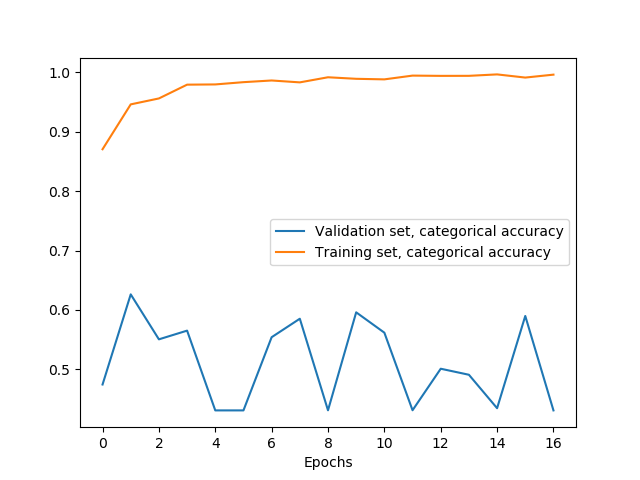 1.0
0.9
0.8
0.7
0.6
0.5
Validation set, categorical accuracy
Training set, categorical accuracy
0 2 4 6 8 10 12 14 16
Epochs